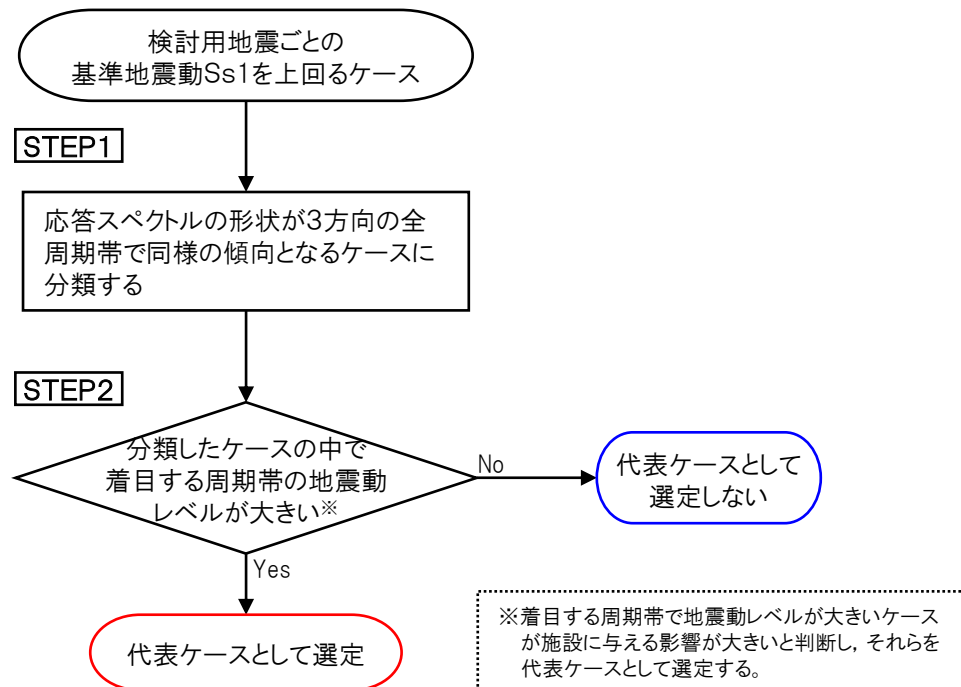 検討用地震ごとの
基準地震動Ss1を上回るケース
STEP1
応答スペクトルの形状が3方向の全
周期帯で同様の傾向となるケースに
分類する
STEP2
分類したケースの中で
着目する周期帯の地震動
レベルが大きい※
No
代表ケースとして
選定しない
Yes
代表ケースとして選定
※着目する周期帯で地震動レベルが大きいケース
が施設に与える影響が大きいと判断し，それらを
代表ケースとして選定する。